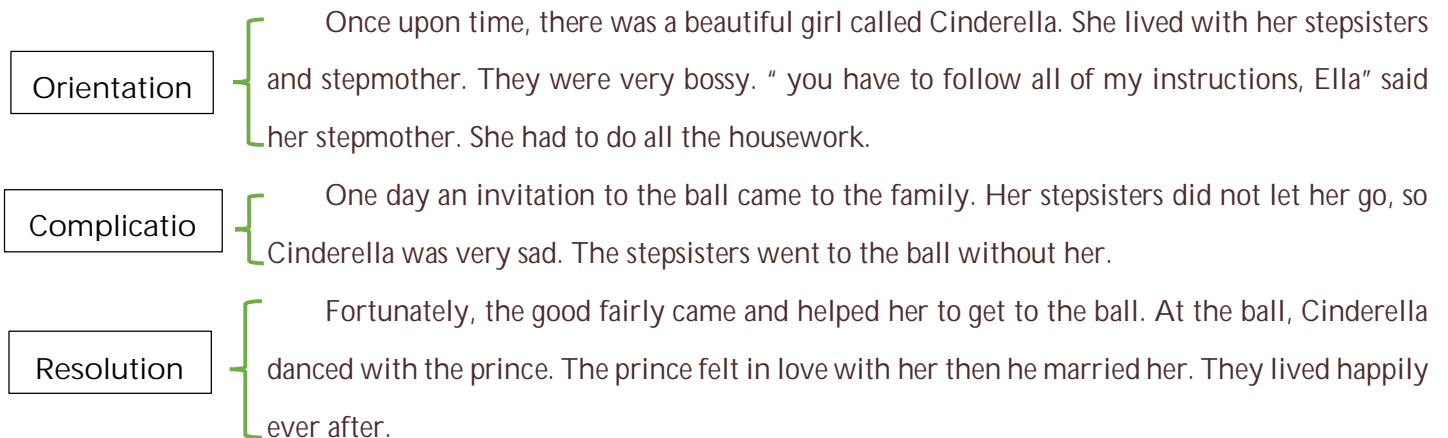 Once upon time, there was a beautiful girl called Cinderella. She lived with her stepsisters
Orientation
and stepmother. They were very bossy. “ you have to follow all of my instructions, Ella” said
her stepmother. She had to do all the housework.
One day an invitation to the ball came to the family. Her stepsisters did not let her go, so
Complicatio
Cinderella was very sad. The stepsisters went to the ball without her.
Fortunately, the good fairly came and helped her to get to the ball. At the ball, Cinderella
Resolution
danced with the prince. The prince felt in love with her then he married her. They lived happily
ever after.